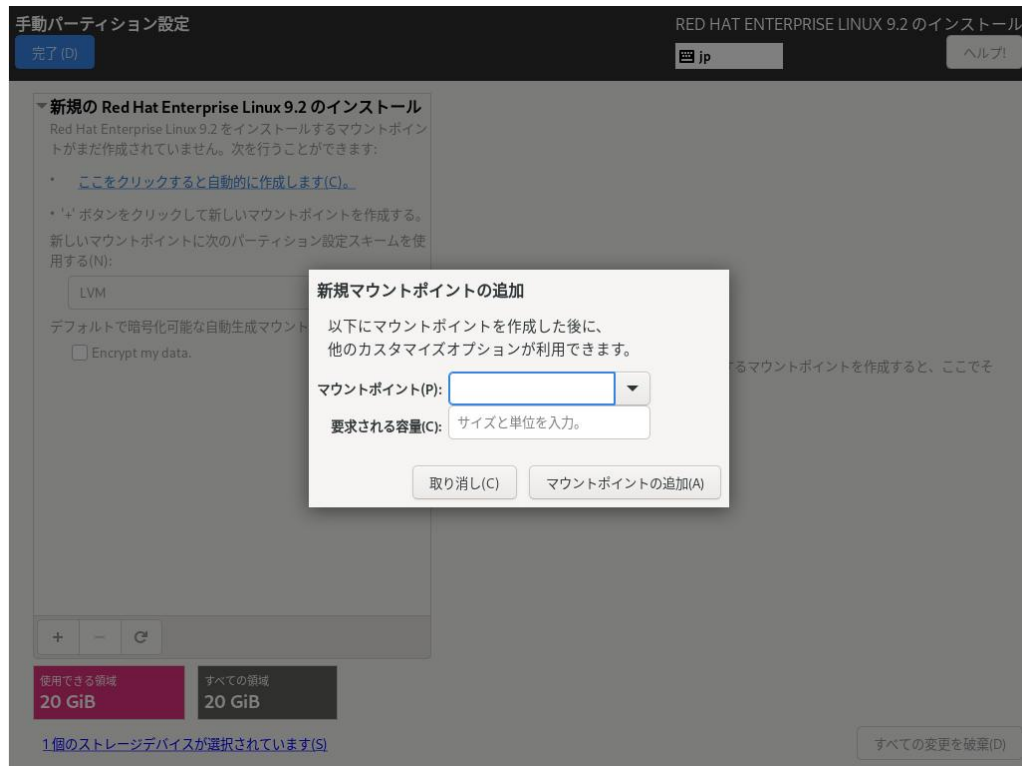 手動パーティション設定
RED HAT ENTERPRISE LINUX 9.2 のインストール
完了(D)
jp
ヘルプ!
新規の Red Hat Enterprise Linux 9.2 のインストール
Red Hat Enterprise Linux 9.2 をインストールするマウントポイン
トがまだ作成されていません。次を行うことができます:
• ここをクリックすると自動的に作成します(C)。
• '+' ボタンをクリックして新しいマウントポイントを作成する。
新しいマウントポイントに次のパーティション設定スキームを使
用する(N):
LVM
デフォルトで暗号化可能な自動生成マウント
Encrypt my data.
新規マウントポイントの追加
以下にマウントポイントを作成した後に、
他のカスタマイズオプションが利用できます。
マウントポイント(P):
要求される容量(C): サイズと単位を入力。
取り消し(C) マウントポイントの追加(A)
るマウントポイントを作成すると、ここでそ
使用できる領域
20 GiB
すべての領域
20 GiB
1個のストレージデバイスが選択されています(S)
すべての変更を破棄(D)